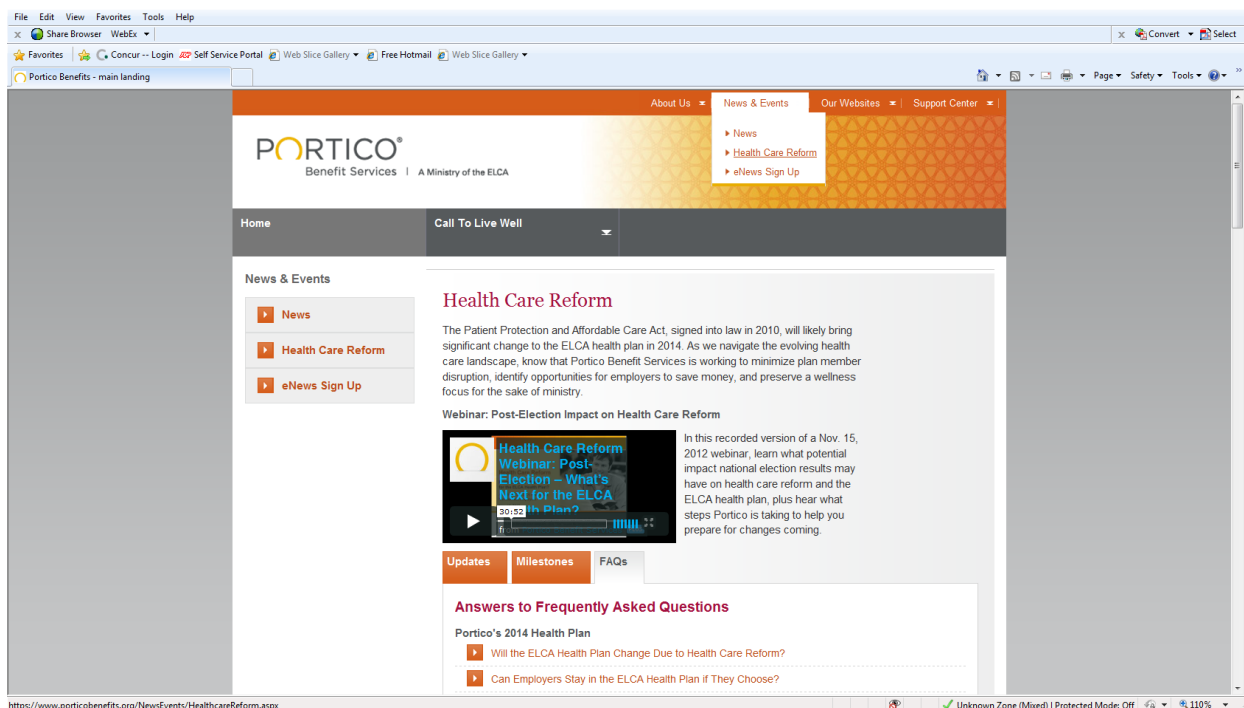 File Edit View Favorites Tools Help
x Share Browser WebEx
x Convert Select
Favorites Concur -- Login Self Service Portal Web Slice Gallery Free Hotmail Web Slice Gallery
Portico Benefits - main landing
Page Safety Tools
About Us News & Events Our Websites Support Center
News
Health Care Reform
eNews Sign Up
PORTICO®
Benefit Services | A Ministry of the ELCA
Home
Call To Live Well
News & Events
News
Health Care Reform
eNews Sign Up
Health Care Reform
The Patient Protection and Affordable Care Act, signed into law in 2010, will likely bring
significant change to the ELCA health plan in 2014. As we navigate the evolving health
care landscape, know that Portico Benefit Services is working to minimize plan member
disruption, identify opportunities for employers to save money, and preserve a wellness
focus for the sake of ministry.
Webinar: Post-Election Impact on Health Care Reform
Health Care Reform
Webinar: Post-
Election – What's
Next for the ELCA
Health Plan?
30:52
from
In this recorded version of a Nov. 15,
2012 webinar, learn what potential
impact national election results may
have on health care reform and the
ELCA health plan, plus hear what
steps Portico is taking to help you
prepare for changes coming.
Updates
Milestones
FAQs
Answers to Frequently Asked Questions
Portico's 2014 Health Plan
Will the ELCA Health Plan Change Due to Health Care Reform?
Can Employers Stay in the ELCA Health Plan if They Choose?
https://www.porticobenefits.org/NewsEvents/HealthcareReform.aspx
Unknown Zone (Mixed) | Protected Mode: Off
110%